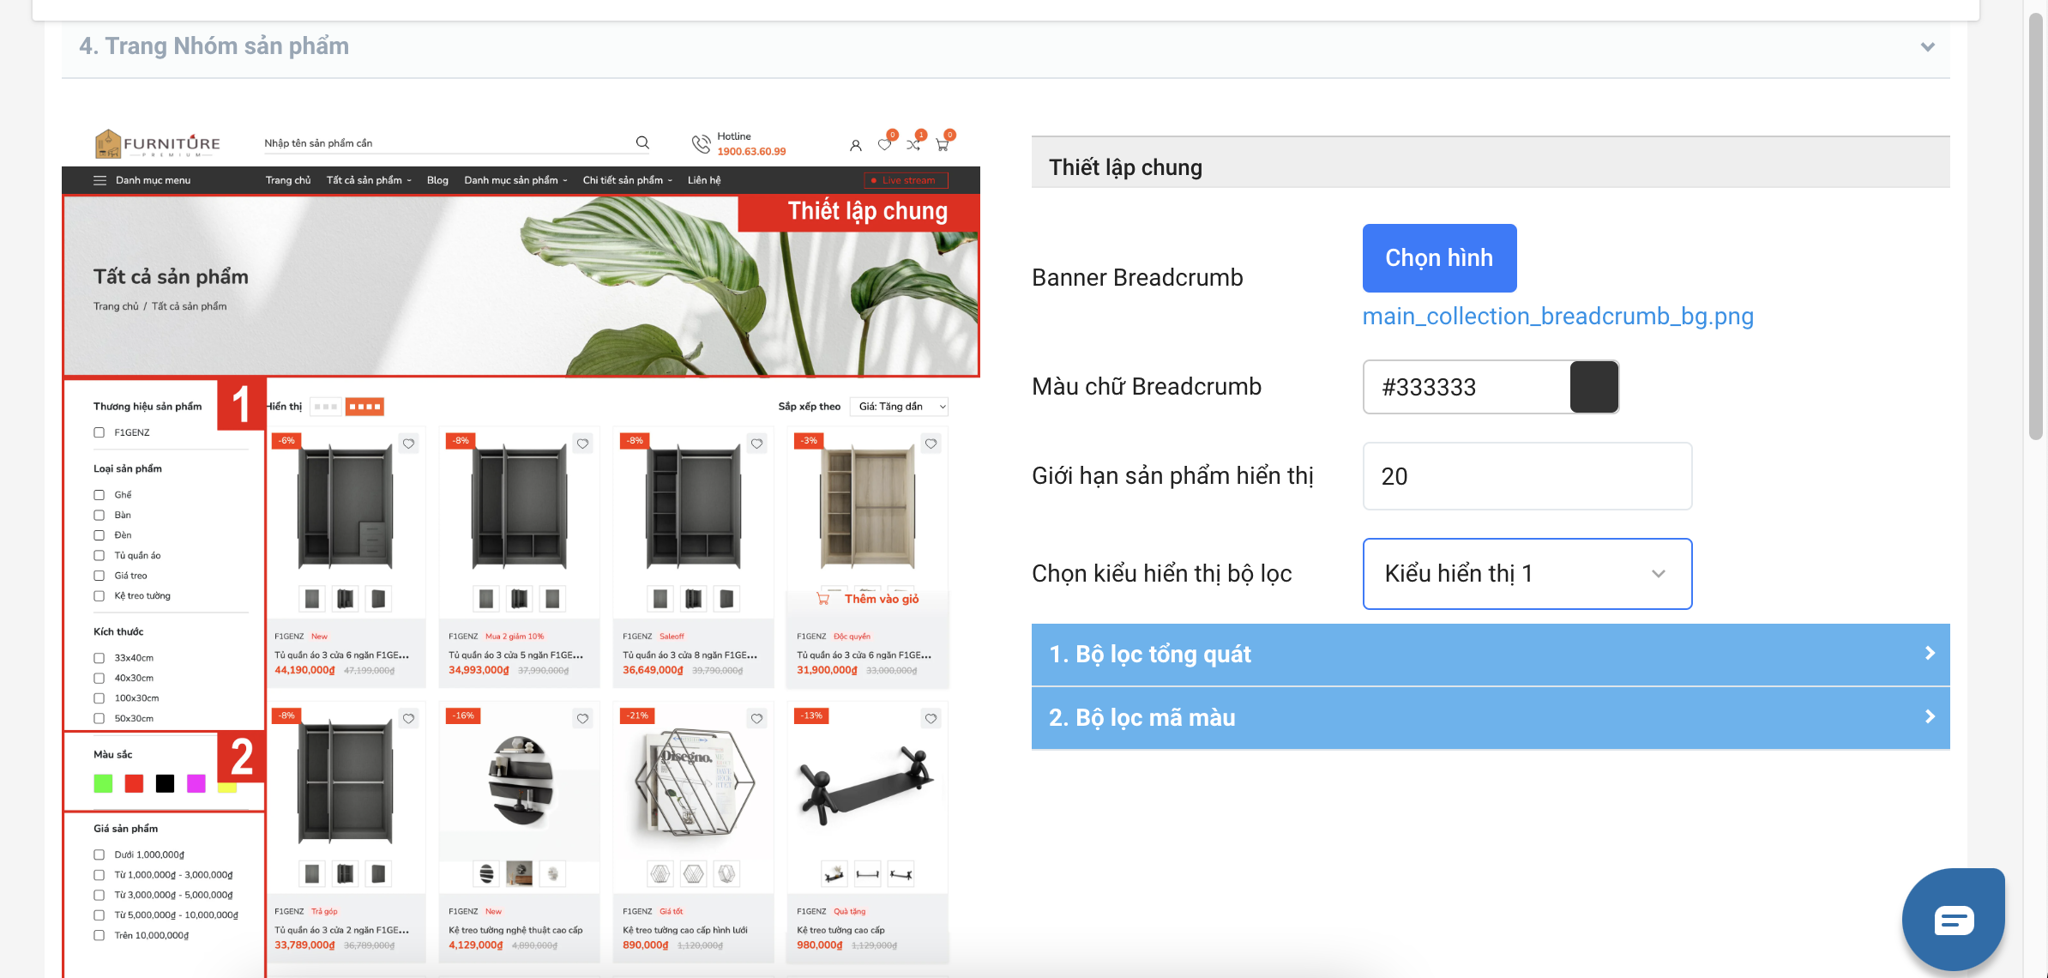 4. Trang Nhóm sản phẩm
FURNITURE
PREMIUM
Nhập tên sản phẩm cần
Hotline
1900.63.60.99
0
1
0
Danh mục menu
Trang chủ
Tất cả sản phẩm
Blog
Danh mục sản phẩm
Chi tiết sản phẩm
Liên hệ
Live stream
Thiết lập chung
Tất cả sản phẩm
Trang chủ / Tất cả sản phẩm
1
Thương hiệu sản phẩm
F1GENZ
Loại sản phẩm
Ghế
Bàn
Đèn
Tủ quần áo
Giá treo
Kệ treo tường
Kích thước
33x40cm
40x30cm
100x30cm
50x30cm
2
Màu sắc
Giá sản phẩm
Dưới 1,000,000₫
Từ 1,000,000₫ - 3,000,000₫
Từ 3,000,000₫ - 5,000,000₫
Từ 5,000,000₫ - 10,000,000₫
Trên 10,000,000₫
Hiển thị
Sắp xếp theo
Giá: Tăng dần
-6%
-8%
-8%
-3%
Thêm vào giỏ
F1GENZ New
Tủ quần áo 3 cửa 6 ngăn F1GE...
44,190,000₫ 47,199,000₫
F1GENZ Mua 2 giảm 10%
Tủ quần áo 3 cửa 5 ngăn F1GE...
34,993,000₫ 37,990,000₫
F1GENZ Saleoff
Tủ quần áo 3 cửa 8 ngăn F1GE...
36,649,000₫ 39,790,000₫
F1GENZ Độc quyền
Tủ quần áo 3 cửa 6 ngăn F1GE...
31,900,000₫ 33,000,000₫
-8%
-16%
-21%
-13%
Disegno.
F1GENZ Trả góp
Tủ quần áo 3 cửa 2 ngăn F1GE...
33,789,000₫ 36,789,000₫
F1GENZ New
Kệ treo tường nghệ thuật cao cấp
4,129,000₫ 4,890,000₫
F1GENZ Giá tốt
Kệ treo tường cao cấp hình lưới
890,000₫ 1,120,000₫
F1GENZ Quà tặng
Kệ treo tường cao cấp
980,000₫ 1,129,000₫
Thiết lập chung
Banner Breadcrumb
Chọn hình
main_collection_breadcrumb_bg.png
Màu chữ Breadcrumb
#333333
Giới hạn sản phẩm hiển thị
20
Chọn kiểu hiển thị bộ lọc
Kiểu hiển thị 1
1. Bộ lọc tổng quát
2. Bộ lọc mã màu